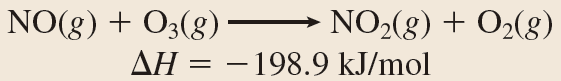 NO(g) + O₃(g) ⟶ NO₂(g) + O₂(g)
ΔH = −198.9 kJ/mol